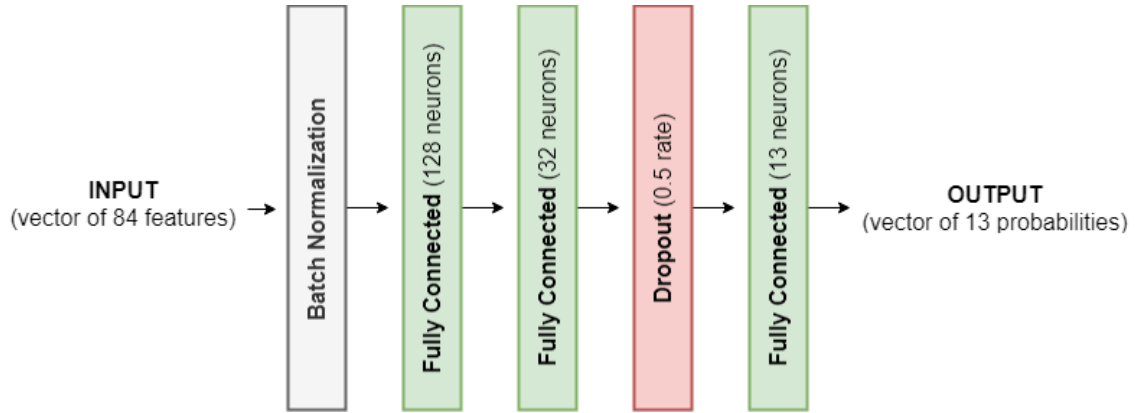 INPUT
(vector of 84 features)
Batch Normalization
Fully Connected (128 neurons)
Fully Connected (32 neurons)
Dropout (0.5 rate)
Fully Connected (13 neurons)
OUTPUT
(vector of 13 probabilities)